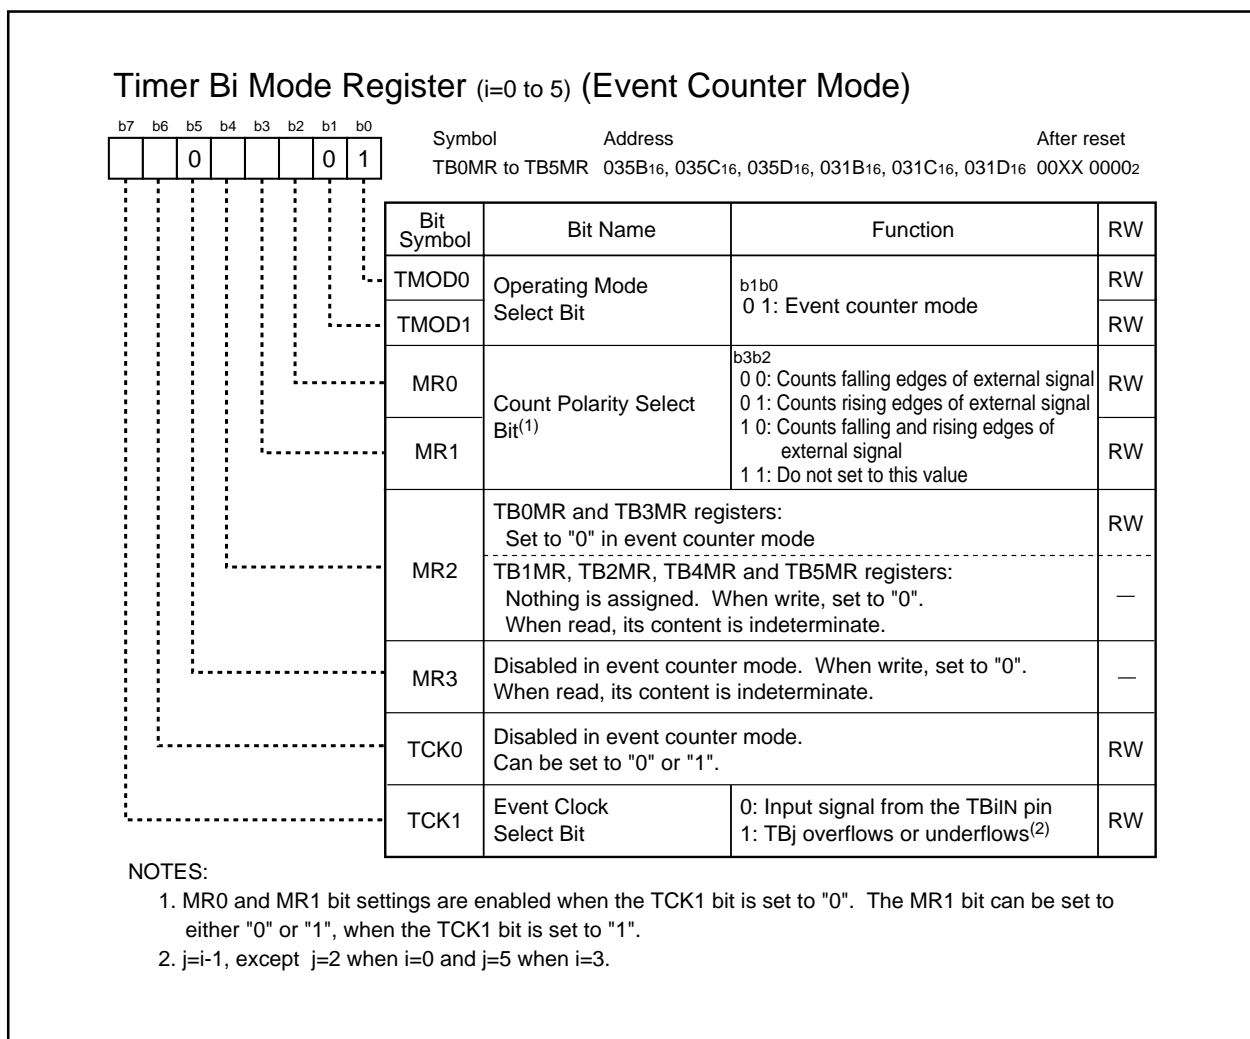 Timer Bi Mode Register (i=0 to 5) (Event Counter Mode)
b7 b6 b5 b4 b3 b2 b1 b0
0 0 1
Symbol Address After reset
TB0MR to TB5MR 035B16, 035C16, 035D16, 031B16, 031C16, 031D16 00XX 00002
Bit Symbol Bit Name Function RW
TMOD0 Operating Mode b1b0 RW
TMOD1 Select Bit 0 1: Event counter mode RW
b3b2
MR0 0 0: Counts falling edges of external signal RW
Count Polarity Select 0 1: Counts rising edges of external signal
Bit(1) 1 0: Counts falling and rising edges of
MR1 external signal RW
1 1: Do not set to this value
TB0MR and TB3MR registers: RW
Set to "0" in event counter mode
MR2 TB1MR, TB2MR, TB4MR and TB5MR registers:
Nothing is assigned. When write, set to "0". —
When read, its content is indeterminate.
MR3 Disabled in event counter mode. When write, set to "0". —
When read, its content is indeterminate.
TCK0 Disabled in event counter mode. RW
Can be set to "0" or "1".
TCK1 Event Clock 0: Input signal from the TBiIN pin RW
Select Bit 1: TBj overflows or underflows(2)
NOTES:
1. MR0 and MR1 bit settings are enabled when the TCK1 bit is set to "0". The MR1 bit can be set to
either "0" or "1", when the TCK1 bit is set to "1".
2. j=i-1, except j=2 when i=0 and j=5 when i=3.